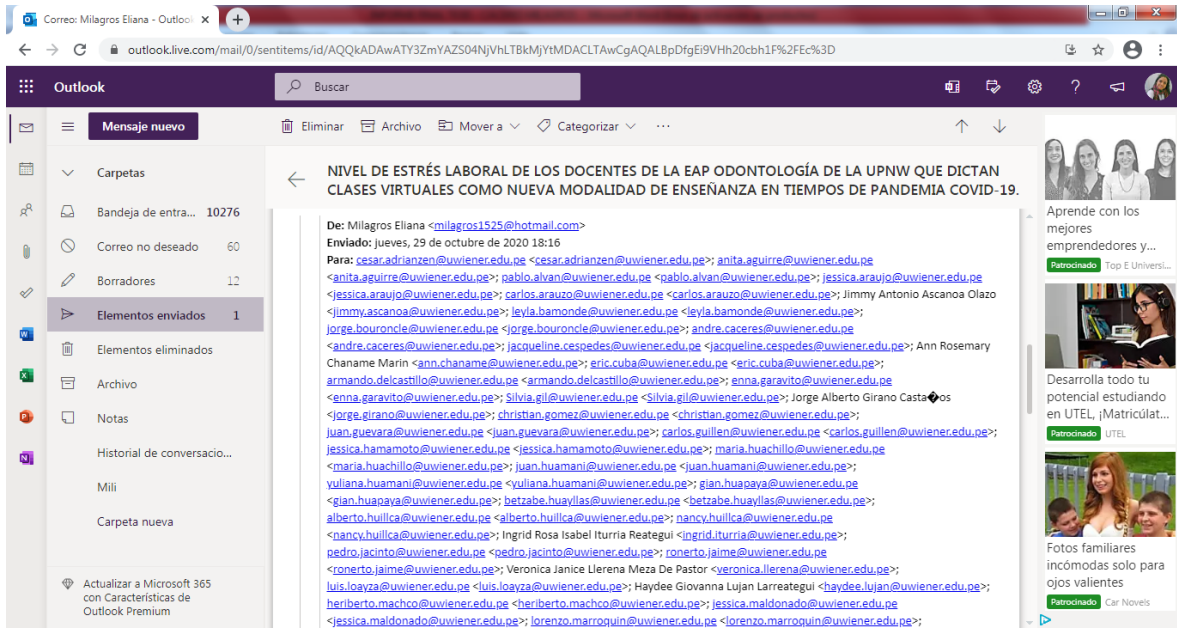 Correo: Milagros Eliana - Outloo
outlook.live.com/mail/0/sentitems/id/AQQkADAwATY3ZmYAZS04NjVhLTBkMjYtMDACLTAwCgAQALBpDfgEi9VHh20cbh1F%2FEc%3D
Outlook
Buscar
Mensaje nuevo
Eliminar Archivo Mover a Categorizar ...
Carpetas
Bandeja de entra... 10276
Correo no deseado 60
Borradores 12
Elementos enviados 1
Elementos eliminados
Archivo
Notas
Historial de conversacio...
Mili
Carpeta nueva
Actualizar a Microsoft 365
con Características de
Outlook Premium
NIVEL DE ESTRÉS LABORAL DE LOS DOCENTES DE LA EAP ODONTOLOGÍA DE LA UPNW QUE DICTAN
CLASES VIRTUALES COMO NUEVA MODALIDAD DE ENSEÑANZA EN TIEMPOS DE PANDEMIA COVID-19.
De: Milagros Eliana <milagros1525@hotmail.com>
Enviado: jueves, 29 de octubre de 2020 18:16
Para: cesar.adrianzen@uwiener.edu.pe <cesar.adrianzen@uwiener.edu.pe>; anita.aguirre@uwiener.edu.pe
<anita.aguirre@uwiener.edu.pe>; pablo.alvan@uwiener.edu.pe <pablo.alvan@uwiener.edu.pe>; jessica.araujo@uwiener.edu.pe
<jessica.araujo@uwiener.edu.pe>; carlos.arauzo@uwiener.edu.pe <carlos.arauzo@uwiener.edu.pe>; Jimmy Antonio Ascanoa Olazo
<jimmy.ascanoa@uwiener.edu.pe>; leyla.bamonde@uwiener.edu.pe <leyla.bamonde@uwiener.edu.pe>;
jorge.bouroncle@uwiener.edu.pe <jorge.bouroncle@uwiener.edu.pe>; andre.caceres@uwiener.edu.pe
<andre.caceres@uwiener.edu.pe>; jacqueline.cespedes@uwiener.edu.pe <jacqueline.cespedes@uwiener.edu.pe>; Ann Rosemary
Chaname Marin <ann.chaname@uwiener.edu.pe>; eric.cuba@uwiener.edu.pe <eric.cuba@uwiener.edu.pe>;
armando.delcastillo@uwiener.edu.pe <armando.delcastillo@uwiener.edu.pe>; enna.garavito@uwiener.edu.pe
<enna.garavito@uwiener.edu.pe>; Silvia.gil@uwiener.edu.pe <Silvia.gil@uwiener.edu.pe>; Jorge Alberto Girano Casta�os
<jorge.girano@uwiener.edu.pe>; christian.gomez@uwiener.edu.pe <christian.gomez@uwiener.edu.pe>;
juan.guevara@uwiener.edu.pe <juan.guevara@uwiener.edu.pe>; carlos.guillen@uwiener.edu.pe <carlos.guillen@uwiener.edu.pe>;
jessica.hamamoto@uwiener.edu.pe <jessica.hamamoto@uwiener.edu.pe>; maria.huachillo@uwiener.edu.pe
<maria.huachillo@uwiener.edu.pe>; juan.huamani@uwiener.edu.pe <juan.huamani@uwiener.edu.pe>;
yuliana.huamani@uwiener.edu.pe <yuliana.huamani@uwiener.edu.pe>; gian.huapaya@uwiener.edu.pe
<gian.huapaya@uwiener.edu.pe>; betzabe.huayllas@uwiener.edu.pe <betzabe.huayllas@uwiener.edu.pe>;
alberto.huillca@uwiener.edu.pe <alberto.huillca@uwiener.edu.pe>; nancy.huillca@uwiener.edu.pe
<nancy.huillca@uwiener.edu.pe>; Ingrid Rosa Isabel Iturria Reategui <ingrid.iturria@uwiener.edu.pe>;
pedro.jacinto@uwiener.edu.pe <pedro.jacinto@uwiener.edu.pe>; ronerto.jaime@uwiener.edu.pe
<ronerto.jaime@uwiener.edu.pe>; Veronica Janice Llerena Meza De Pastor <veronica.llerena@uwiener.edu.pe>;
luis.loayza@uwiener.edu.pe <luis.loayza@uwiener.edu.pe>; Haydee Giovanna Lujan Larreategui <haydee.lujan@uwiener.edu.pe>;
heriberto.machco@uwiener.edu.pe <heriberto.machco@uwiener.edu.pe>; jessica.maldonado@uwiener.edu.pe
<jessica.maldonado@uwiener.edu.pe>; lorenzo.marroquin@uwiener.edu.pe <lorenzo.marroquin@uwiener.edu.pe>;
Aprende con los
mejores
emprendedores y...
Patrocinado Top E Universi...
Desarrolla todo tu
potencial estudiando
en UTEL, ¡Matricúlat...
Patrocinado UTEL
Fotos familiares
incómodas solo para
ojos valientes
Patrocinado Car Novels